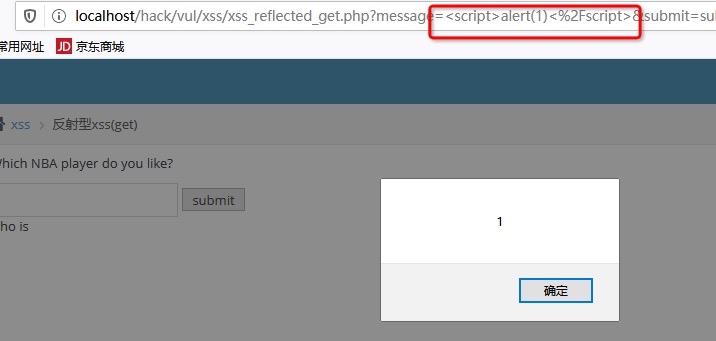 localhost/hack/vul/xss/xss_reflected_get.php?message=<script>alert(1)<%2Fscript>&submit=su
常用网址 JD 京东商城
xss > 反射型xss(get)
Which NBA player do you like?
submit
ho is
1
确定